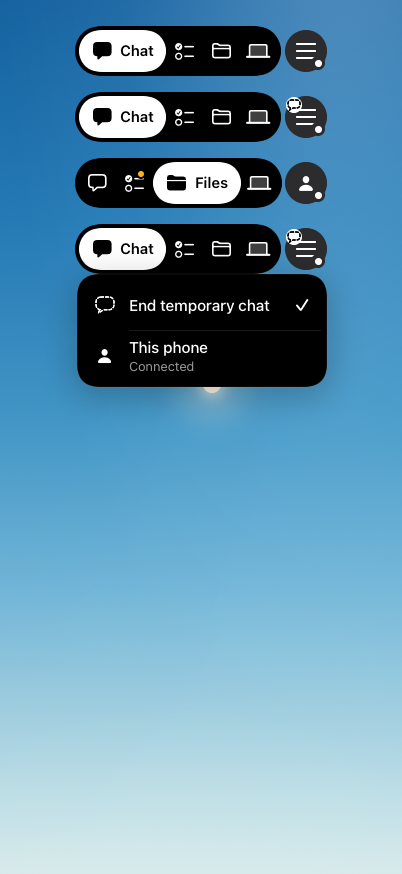 Chat
Chat
Files
Chat
End temporary chat
This phone
Connected